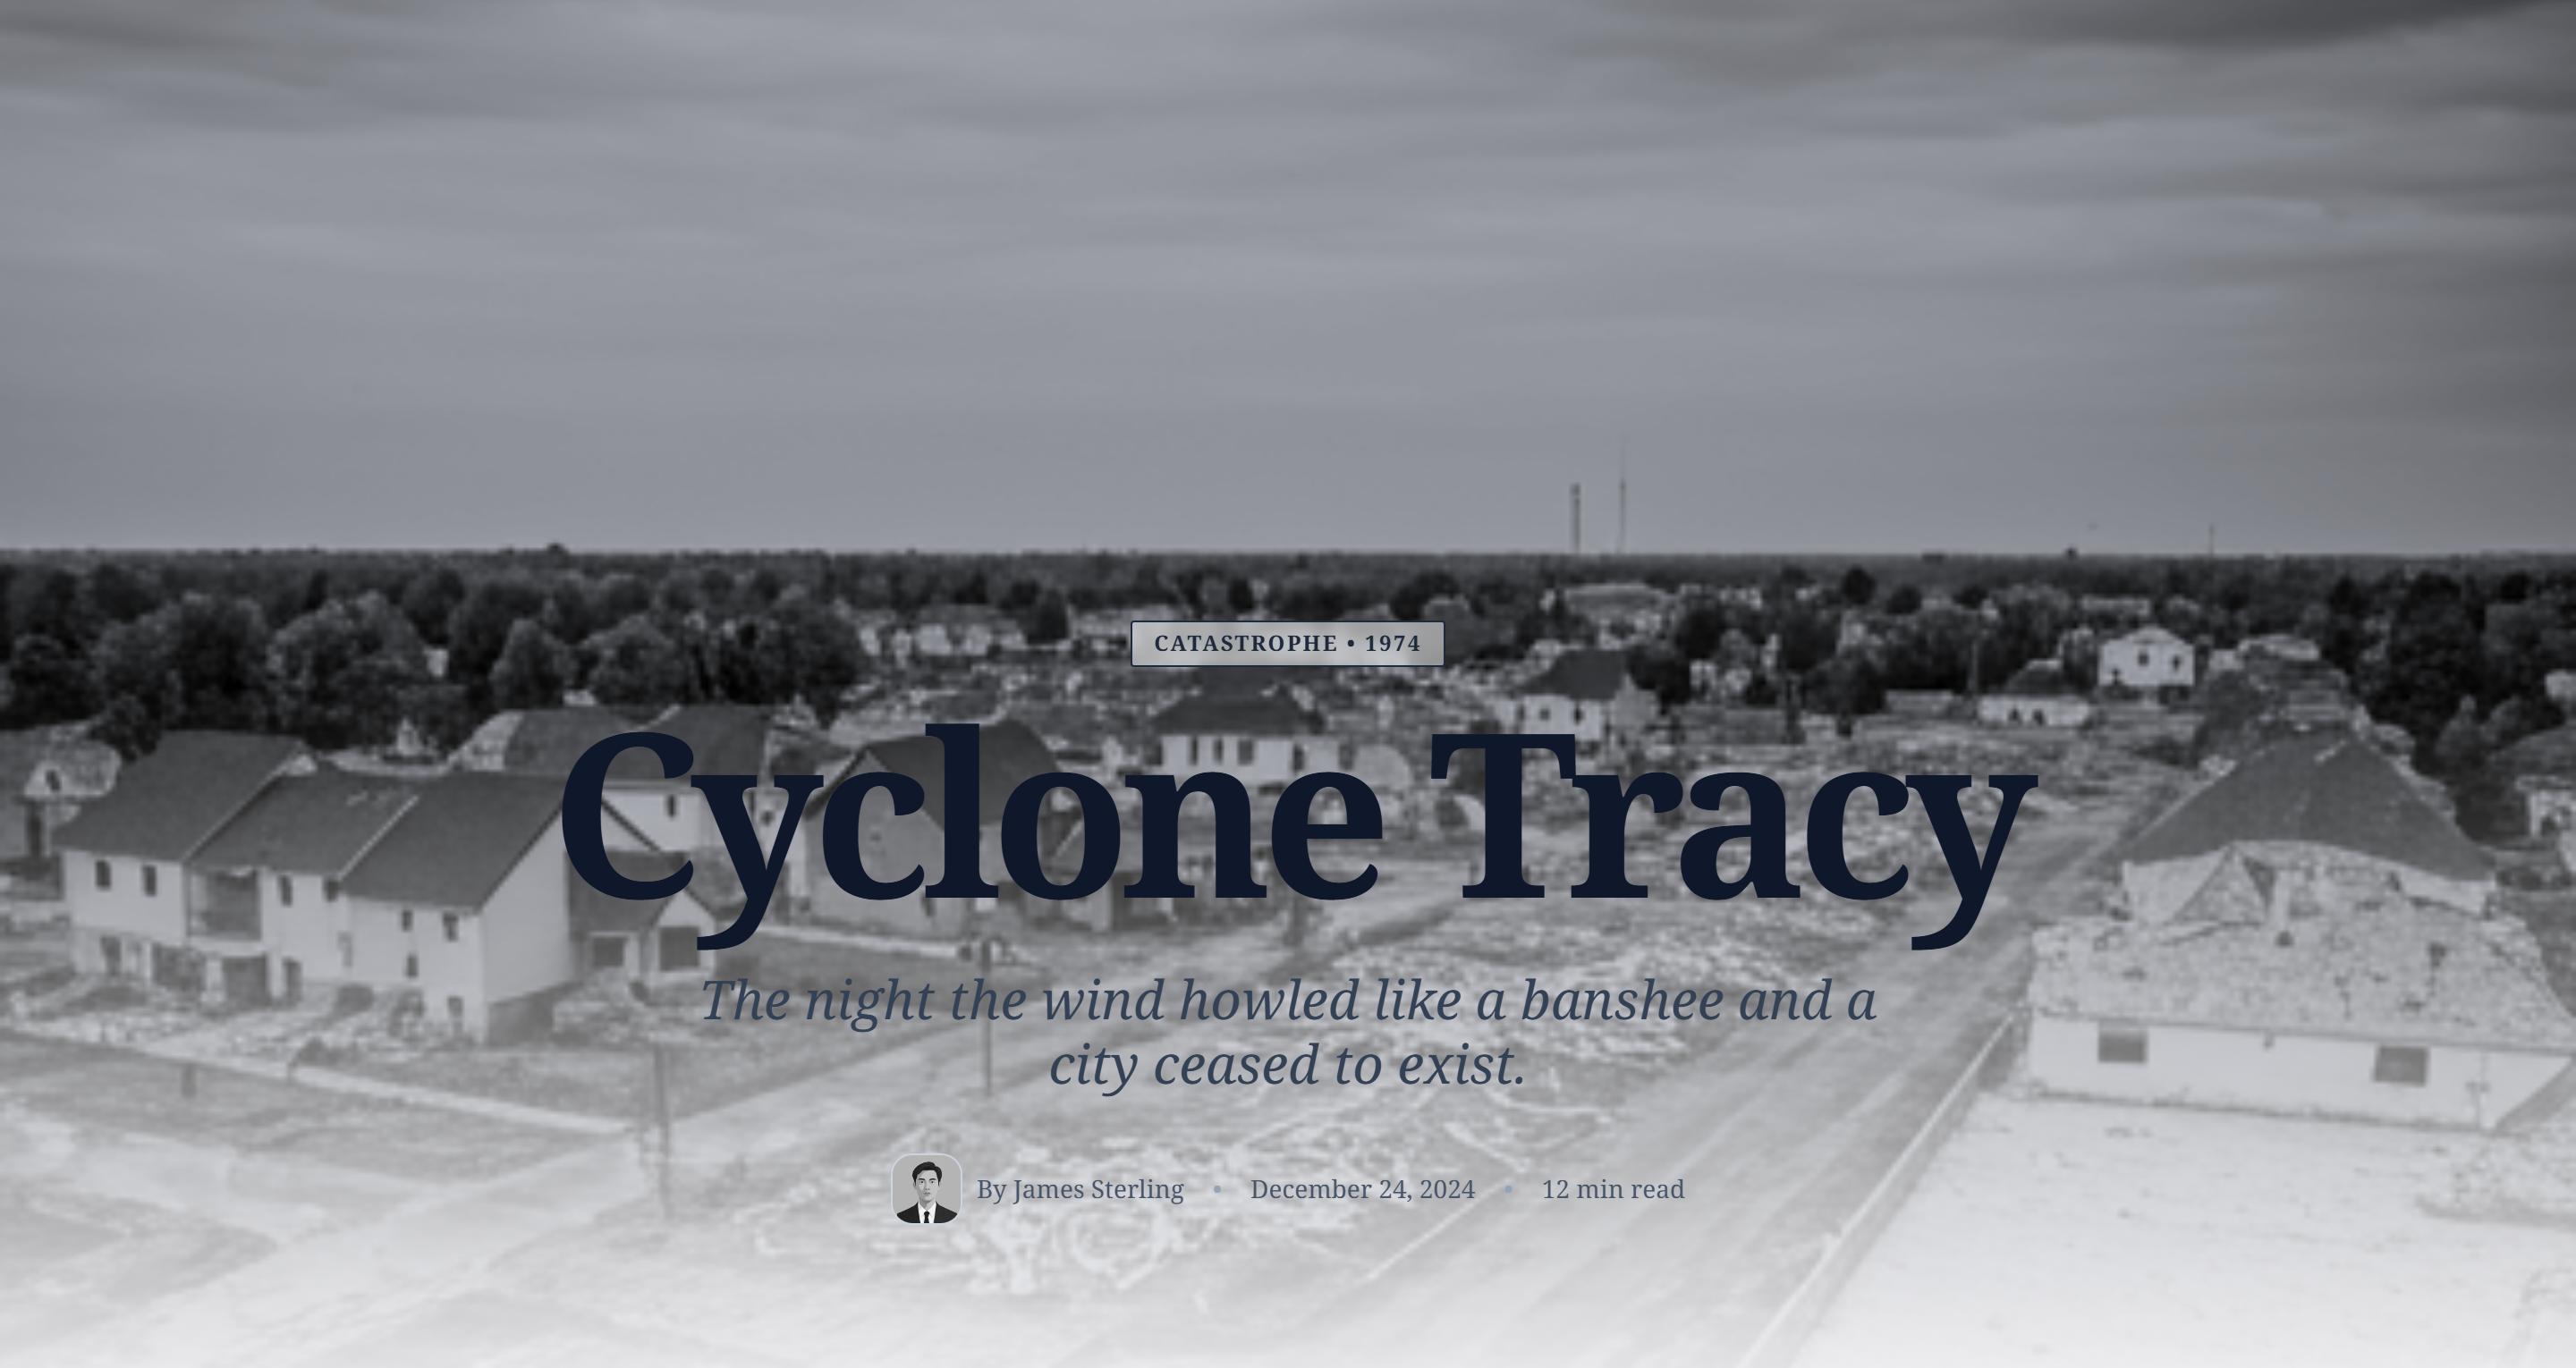 CATASTROPHE • 1974
Cyclone Tracy
The night the wind howled like a banshee and a
city ceased to exist.
By James Sterling • December 24, 2024 • 12 min read